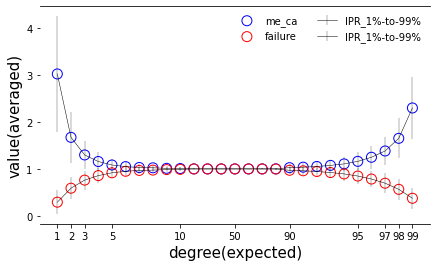 me_ca IPR_1%-to-99%
failure IPR_1%-to-99%
value(averaged)
4
3
2
1
0
1 2 3 5 10 50 90 95 97 98 99
degree(expected)